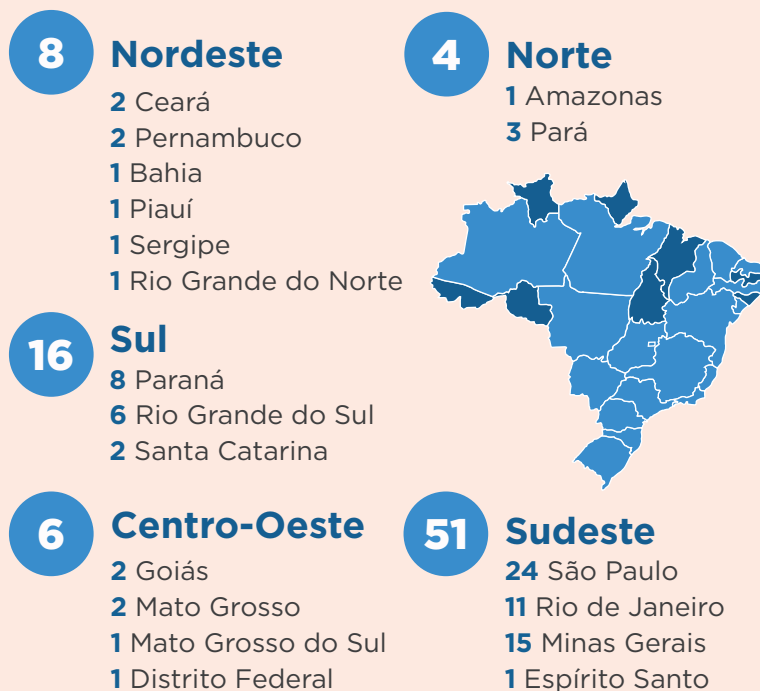 8 Nordeste
2 Ceará
2 Pernambuco
1 Bahia
1 Piauí
1 Sergipe
1 Rio Grande do Norte
4 Norte
1 Amazonas
3 Pará
16 Sul
8 Paraná
6 Rio Grande do Sul
2 Santa Catarina
6 Centro-Oeste
2 Goiás
2 Mato Grosso
1 Mato Grosso do Sul
1 Distrito Federal
51 Sudeste
24 São Paulo
11 Rio de Janeiro
15 Minas Gerais
1 Espírito Santo